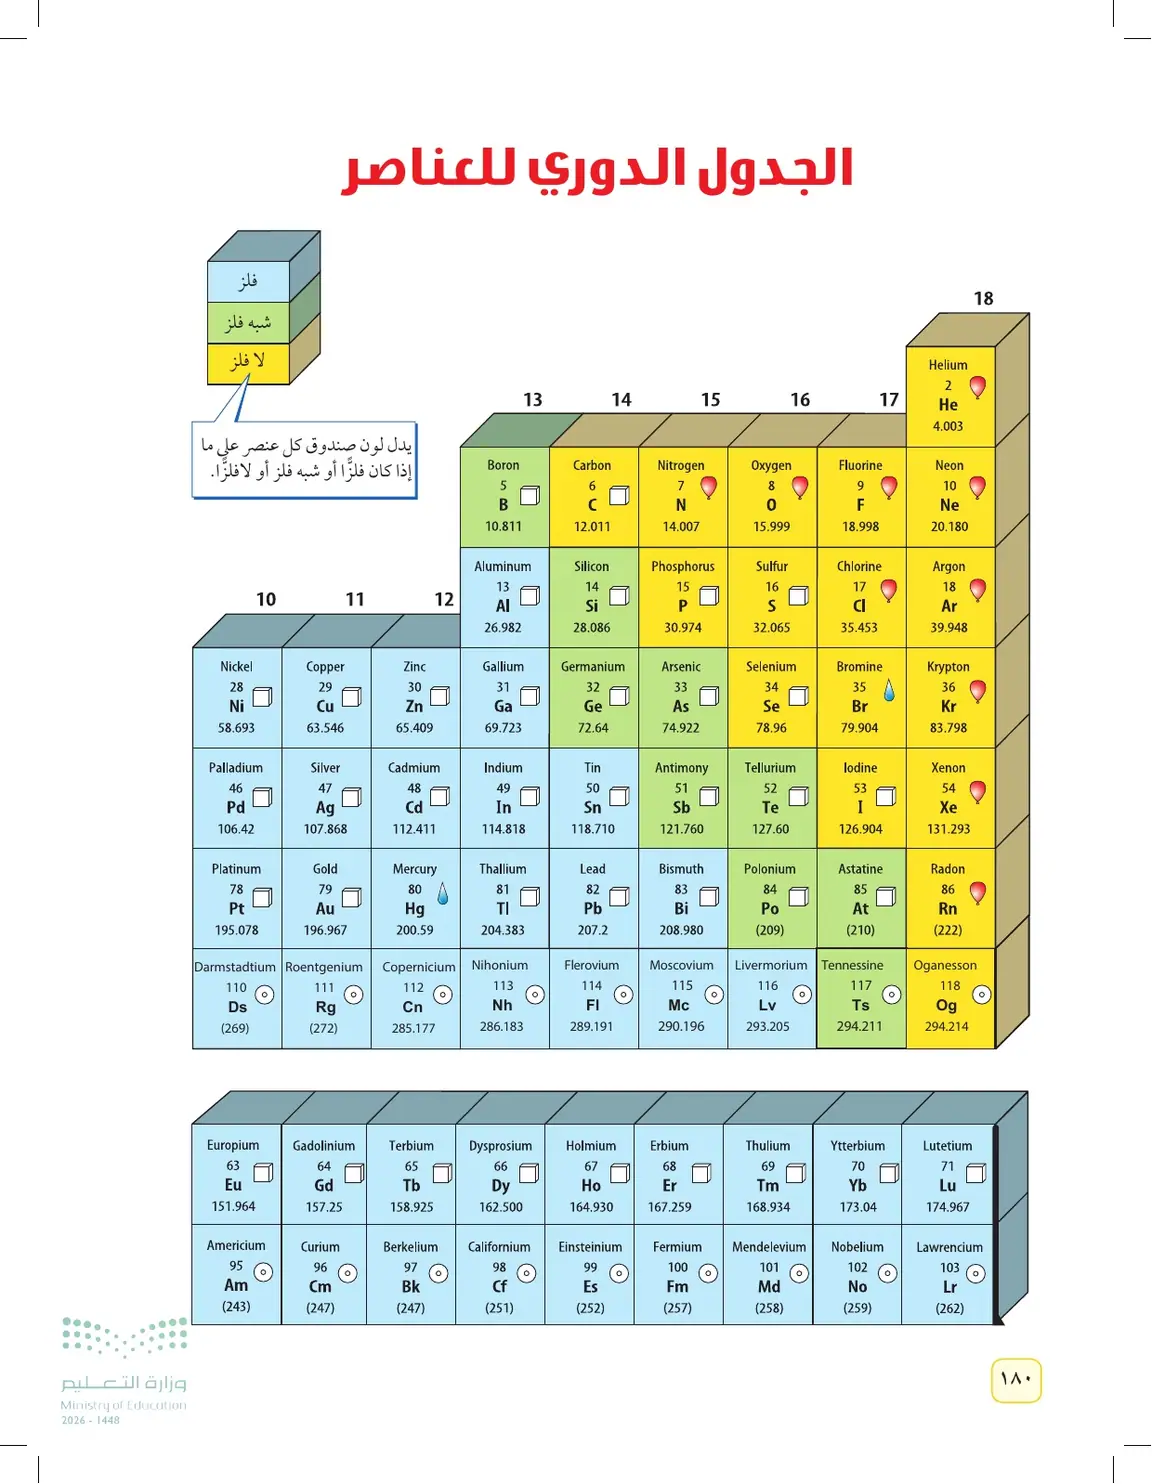 الجدول الدوري للعناصر
فلز
شبه فلز
لا فلز
يدل لون صندوق كل عنصر على ما
إذا كان فلزًّا أو شبه فلز أو لافلزًّا.
18
Helium
2
He
4.003
13 14 15 16 17
Boron Carbon Nitrogen Oxygen Fluorine Neon
5 6 7 8 9 10
B C N O F Ne
10.811 12.011 14.007 15.999 18.998 20.180
Aluminum Silicon Phosphorus Sulfur Chlorine Argon
13 14 15 16 17 18
Al Si P S Cl Ar
26.982 28.086 30.974 32.065 35.453 39.948
10 11 12
Nickel Copper Zinc Gallium Germanium Arsenic Selenium Bromine Krypton
28 29 30 31 32 33 34 35 36
Ni Cu Zn Ga Ge As Se Br Kr
58.693 63.546 65.409 69.723 72.64 74.922 78.96 79.904 83.798
Palladium Silver Cadmium Indium Tin Antimony Tellurium Iodine Xenon
46 47 48 49 50 51 52 53 54
Pd Ag Cd In Sn Sb Te I Xe
106.42 107.868 112.411 114.818 118.710 121.760 127.60 126.904 131.293
Platinum Gold Mercury Thallium Lead Bismuth Polonium Astatine Radon
78 79 80 81 82 83 84 85 86
Pt Au Hg Tl Pb Bi Po At Rn
195.078 196.967 200.59 204.383 207.2 208.980 (209) (210) (222)
Darmstadtium Roentgenium Copernicium Nihonium Flerovium Moscovium Livermorium Tennessine Oganesson
110 111 112 113 114 115 116 117 118
Ds Rg Cn Nh Fl Mc Lv Ts Og
(269) (272) 285.177 286.183 289.191 290.196 293.205 294.211 294.214
Europium Gadolinium Terbium Dysprosium Holmium Erbium Thulium Ytterbium Lutetium
63 64 65 66 67 68 69 70 71
Eu Gd Tb Dy Ho Er Tm Yb Lu
151.964 157.25 158.925 162.500 164.930 167.259 168.934 173.04 174.967
Americium Curium Berkelium Californium Einsteinium Fermium Mendelevium Nobelium Lawrencium
95 96 97 98 99 100 101 102 103
Am Cm Bk Cf Es Fm Md No Lr
(243) (247) (247) (251) (252) (257) (258) (259) (262)
وزارة التعليم
Ministry of Education
2026 - 1448
١٨٠